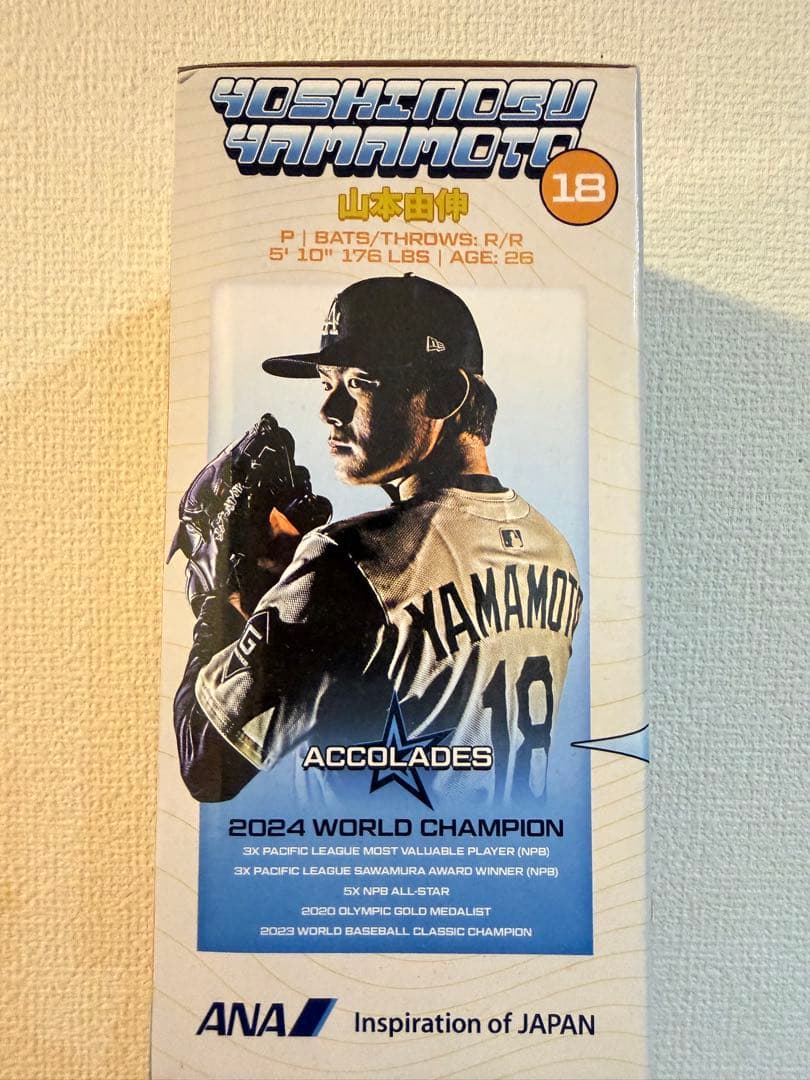 YOSHINOBU
YAMAMOTO
18
山本由伸
P | BATS/THROWS: R/R
5' 10" 176 LBS | AGE: 26
LA
YAMAMOTO
18
ACCOLADES
2024 WORLD CHAMPION
3X PACIFIC LEAGUE MOST VALUABLE PLAYER (NPB)
3X PACIFIC LEAGUE SAWAMURA AWARD WINNER (NPB)
5X NPB ALL-STAR
2020 OLYMPIC GOLD MEDALIST
2023 WORLD BASEBALL CLASSIC CHAMPION
ANA Inspiration of JAPAN